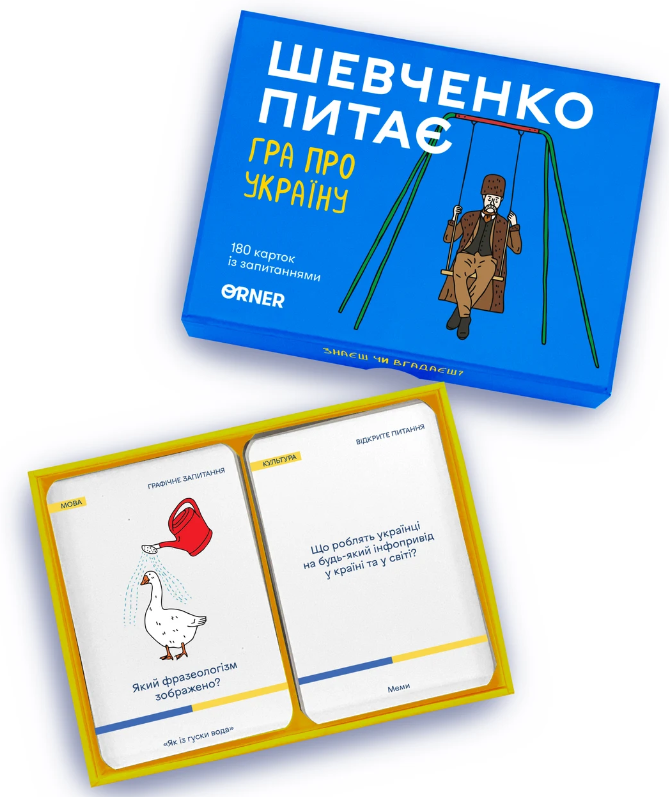 ШЕВЧЕНКО
ПИТАЄ
ГРА ПРО
УКРАЇНУ
180 карток
із запитаннями
ORNER
ЗНАЄШ ЧИ ВГАДАЄШ?
МОВА
ГРАФІЧНЕ ЗАПИТАННЯ
Який фразеологізм
зображено?
«Як із гуски вода»
КУЛЬТУРА
ВІДКРИТЕ ПИТАННЯ
Що роблять українці
на будь-який інфопривід
у країні та у світі?
Меми